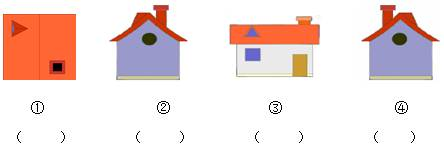 ① ② ③ ④
（　　） （　　） （　　） （　　）